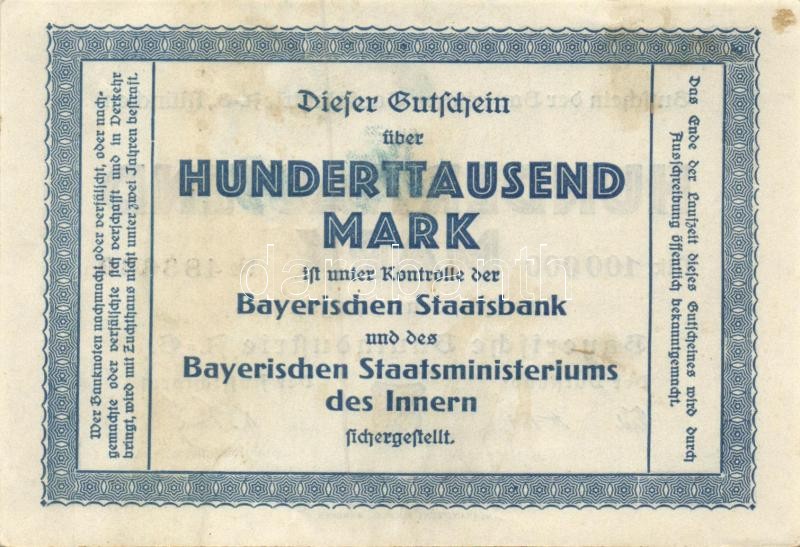 Wer Banknoten nachmacht oder verfälscht, oder nach-
gemachte oder verfälschte sich verschafft und in Verkehr
bringt, wird mit Zuchthaus nicht unter zwei Jahren bestraft.
Dieser Gutschein
über
HUNDERTTAUSEND
MARK
ist unter Kontrolle der
Bayerischen Staatsbank
und des
Bayerischen Staatsministeriums
des Innern
sichergestellt.
Das Ende der Laufzeit dieses Gutscheines wird durch
Ausschreibung öffentlich bekanntgemacht.
darabanth